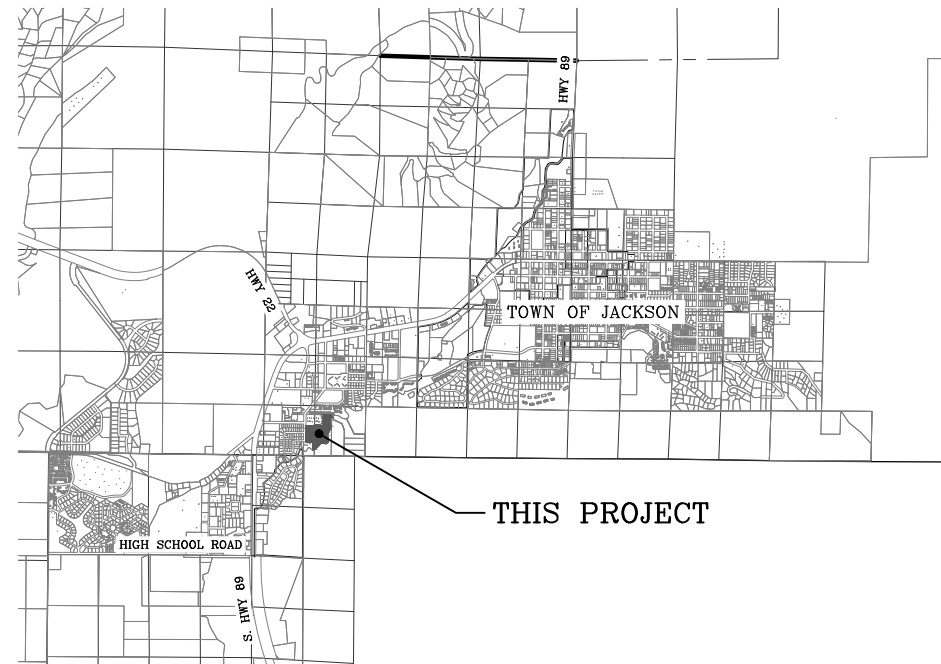 HWY 89
HWY 22
TOWN OF JACKSON
THIS PROJECT
HIGH SCHOOL ROAD
S. HWY 89